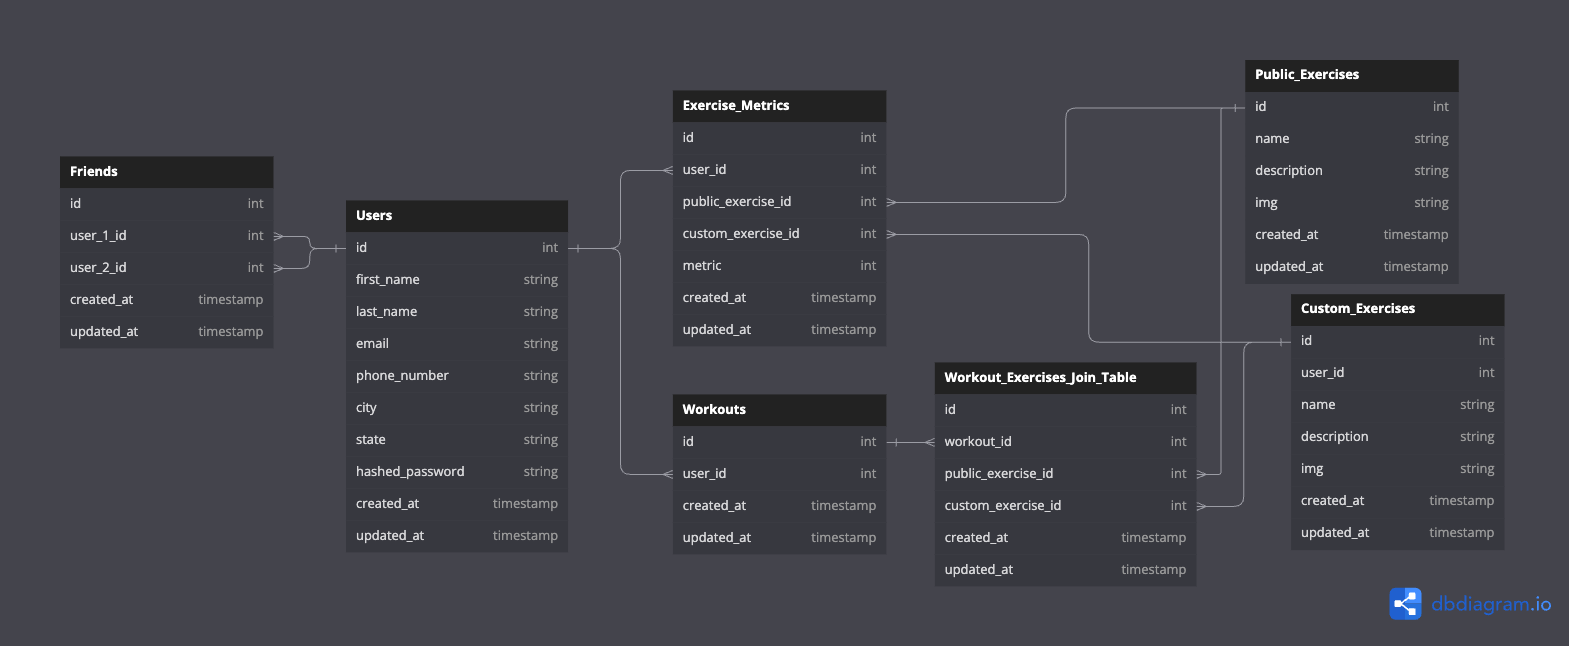 Friends
id int
user_1_id int
user_2_id int
created_at timestamp
updated_at timestamp
Users
id int
first_name string
last_name string
email string
phone_number string
city string
state string
hashed_password string
created_at timestamp
updated_at timestamp
Exercise_Metrics
id int
user_id int
public_exercise_id int
custom_exercise_id int
metric int
created_at timestamp
updated_at timestamp
Workouts
id int
user_id int
created_at timestamp
updated_at timestamp
Workout_Exercises_Join_Table
id int
workout_id int
public_exercise_id int
custom_exercise_id int
created_at timestamp
updated_at timestamp
Public_Exercises
id int
name string
description string
img string
created_at timestamp
updated_at timestamp
Custom_Exercises
id int
user_id int
name string
description string
img string
created_at timestamp
updated_at timestamp
dbdiagram.io